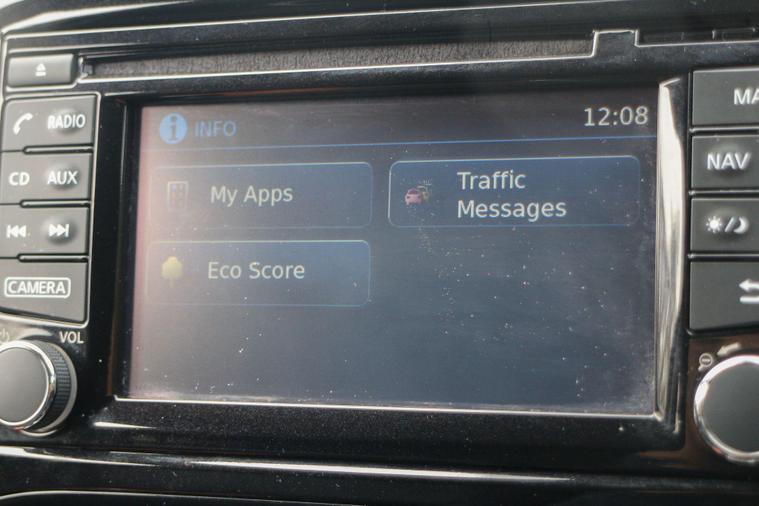 INFO
12:08
My Apps
Traffic
Messages
Eco Score
RADIO
CD AUX
CAMERA
VOL
MA
NAV